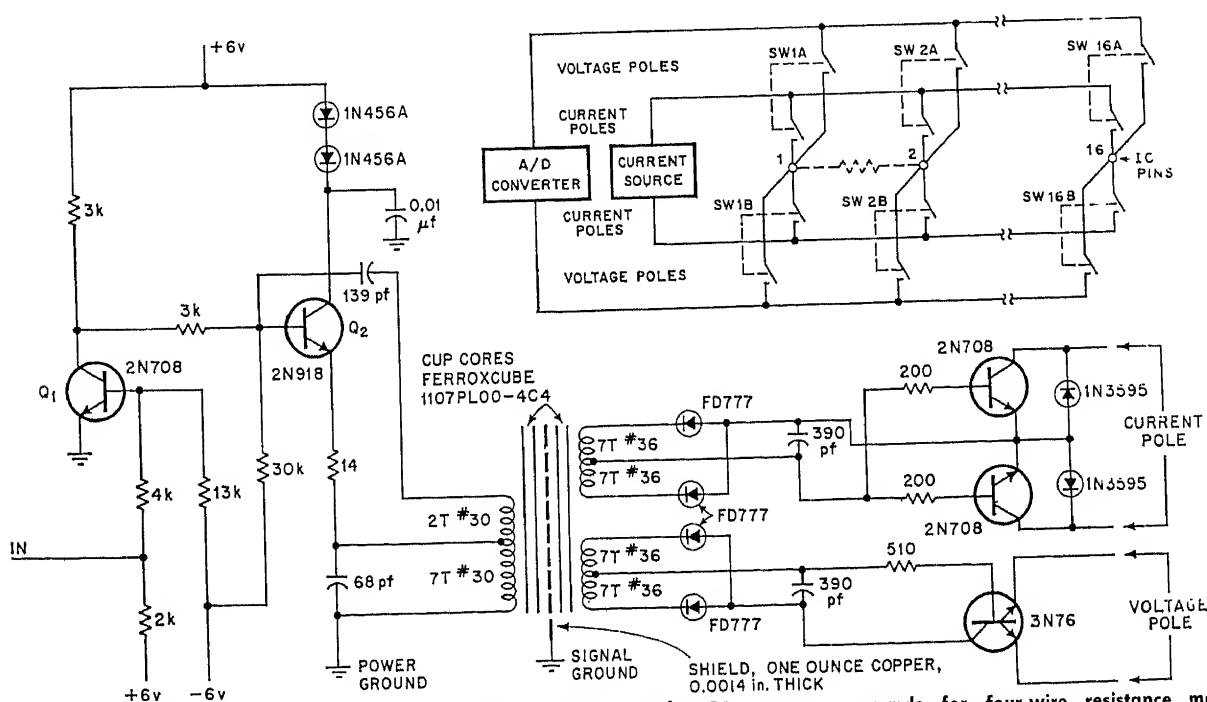 +6v
1N456A
1N456A
3k
0.01
μf
139 pf
3k
Q2
2N918
2N708
Q1
14
30k
4k
13k
IN
2k
68 pf
+6v
-6v
POWER
GROUND
2T #30
7T #30
CUP CORES
FERROXCUBE
1107PL00-4C4
SIGNAL
GROUND
SHIELD, ONE OUNCE COPPER,
0.0014 in. THICK
7T #36
7T #36
7T #36
7T #36
FD777
FD777
FD777
390
pf
390
pf
200
200
510
2N708
2N708
1N3595
1N3595
CURRENT
POLE
3N76
VOLTAGE
POLE
VOLTAGE POLES
CURRENT
POLES
A/D
CONVERTER
CURRENT
SOURCE
CURRENT
POLES
VOLTAGE POLES
SW1A
SW 2A
SW 16A
1
2
16
IC
PINS
SW1B
SW 2B
SW16B
for four-wire resistance